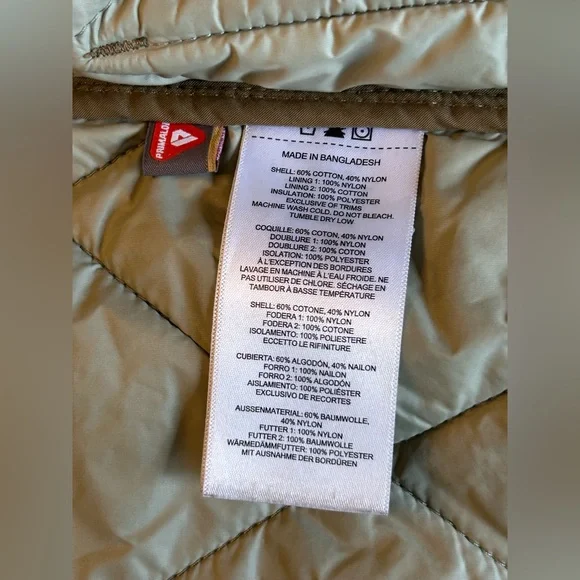 PRIMALO
MADE IN BANGLADESH
SHELL: 60% COTTON, 40% NYLON
LINING 1: 100% NYLON
LINING 2: 100% COTTON
INSULATION: 100% POLYESTER
EXCLUSIVE OF TRIMS
MACHINE WASH COLD. DO NOT BLEACH.
TUMBLE DRY LOW
COQUILLE: 60% COTON, 40% NYLON
DOUBLURE 1: 100% NYLON
DOUBLURE 2: 100% COTON
ISOLATION: 100% POLYESTER
À L'EXCEPTION DES BORDURES
LAVAGE EN MACHINE À L'EAU FROIDE. NE
PAS UTILISER DE CHLORE. SÉCHAGE EN
TAMBOUR À BASSE TEMPÉRATURE
SHELL: 60% COTONE, 40% NYLON
FODERA 1: 100% NYLON
FODERA 2: 100% COTONE
ISOLAMENTO: 100% POLIESTERE
ECCETTO LE RIFINITURE
CUBIERTA: 60% ALGODÓN, 40% NAILON
FORRO 1: 100% NAILON
FORRO 2: 100% ALGODÓN
AISLAMIENTO: 100% POLIÉSTER
EXCLUSIVO DE RECORTES
AUSSENMATERIAL: 60% BAUMWOLLE,
40% NYLON
FUTTER 1: 100% NYLON
FUTTER 2: 100% BAUMWOLLE
WÄRMEDÄMMFUTTER: 100% POLYESTER
MIT AUSNAHME DER BORDÜREN